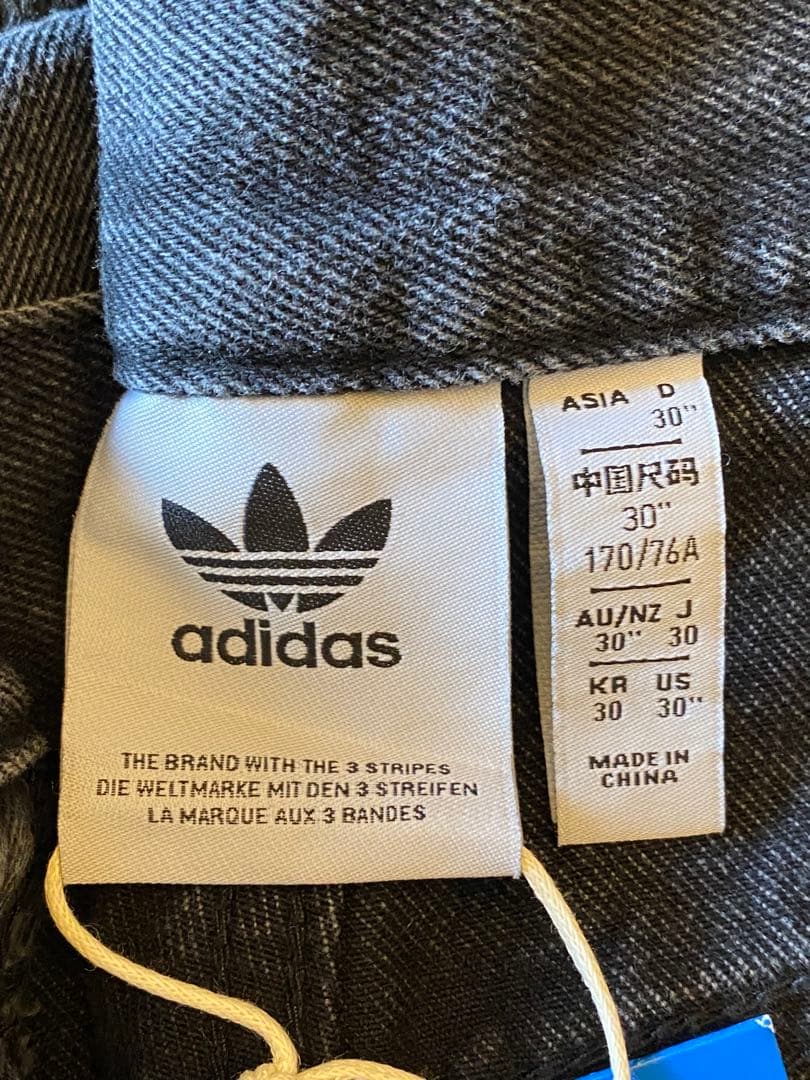 adidas
THE BRAND WITH THE 3 STRIPES
DIE WELTMARKE MIT DEN 3 STREIFEN
LA MARQUE AUX 3 BANDES
ASIA D
30"
中国尺码
30"
170/76A
AU/NZ J
30" 30
KR US
30 30"
MADE IN
CHINA